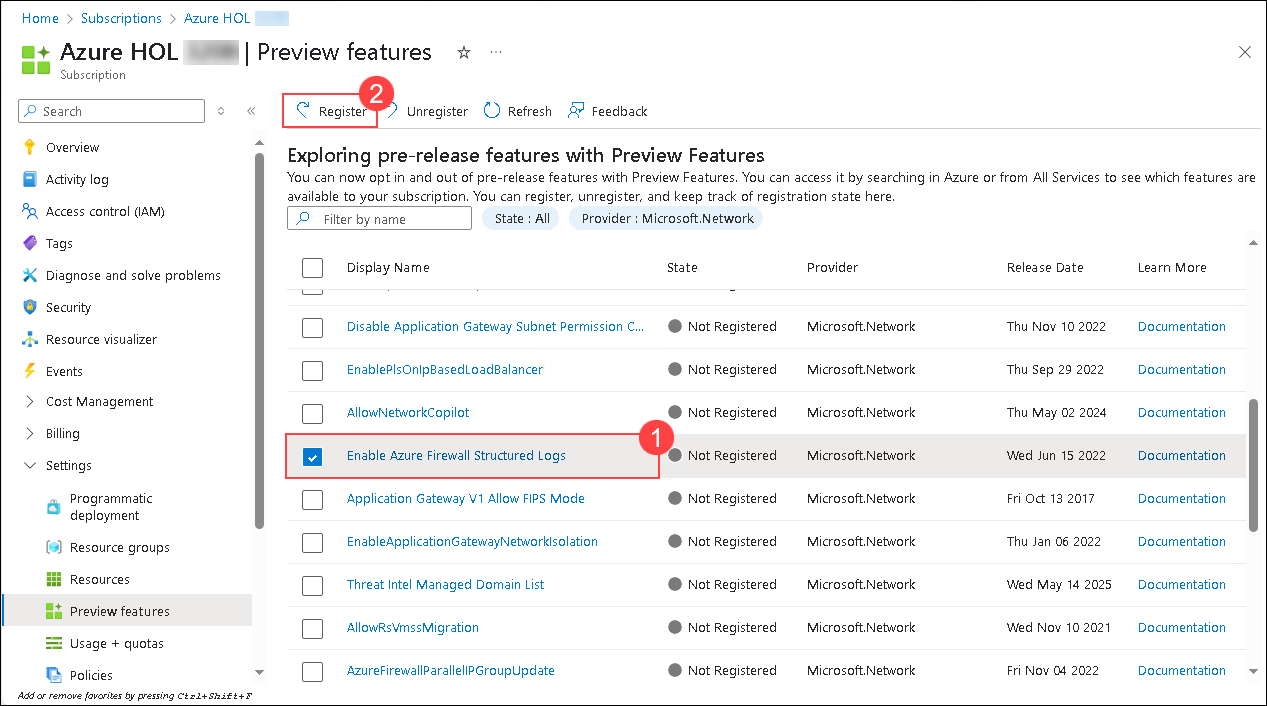 Home > Subscriptions > Azure HOL
Azure HOL | Preview features
Subscription
Search
Register
2
Unregister
Refresh
Feedback
Overview
Activity log
Access control (IAM)
Tags
Diagnose and solve problems
Security
Resource visualizer
Events
Cost Management
Billing
Settings
Programmatic
deployment
Resource groups
Resources
Preview features
Usage + quotas
Policies
Add or remove favorites by pressing Ctrl+Shift+F
Exploring pre-release features with Preview Features
You can now opt in and out of pre-release features with Preview Features. You can access it by searching in Azure or from All Services to see which features are
available to your subscription. You can register, unregister, and keep track of registration state here.
Filter by name State : All Provider : Microsoft.Network
Display Name State Provider Release Date Learn More
Disable Application Gateway Subnet Permission C... Not Registered Microsoft.Network Thu Nov 10 2022 Documentation
EnablePlsOnIpBasedLoadBalancer Not Registered Microsoft.Network Thu Sep 29 2022 Documentation
AllowNetworkCopilot Not Registered Microsoft.Network Thu May 02 2024 Documentation
1
Enable Azure Firewall Structured Logs Not Registered Microsoft.Network Wed Jun 15 2022 Documentation
Application Gateway V1 Allow FIPS Mode Not Registered Microsoft.Network Fri Oct 13 2017 Documentation
EnableApplicationGatewayNetworkIsolation Not Registered Microsoft.Network Thu Jan 06 2022 Documentation
Threat Intel Managed Domain List Not Registered Microsoft.Network Wed May 14 2025 Documentation
AllowRsVmssMigration Not Registered Microsoft.Network Wed Nov 10 2021 Documentation
AzureFirewallParallelIPGroupUpdate Not Registered Microsoft.Network Fri Nov 04 2022 Documentation